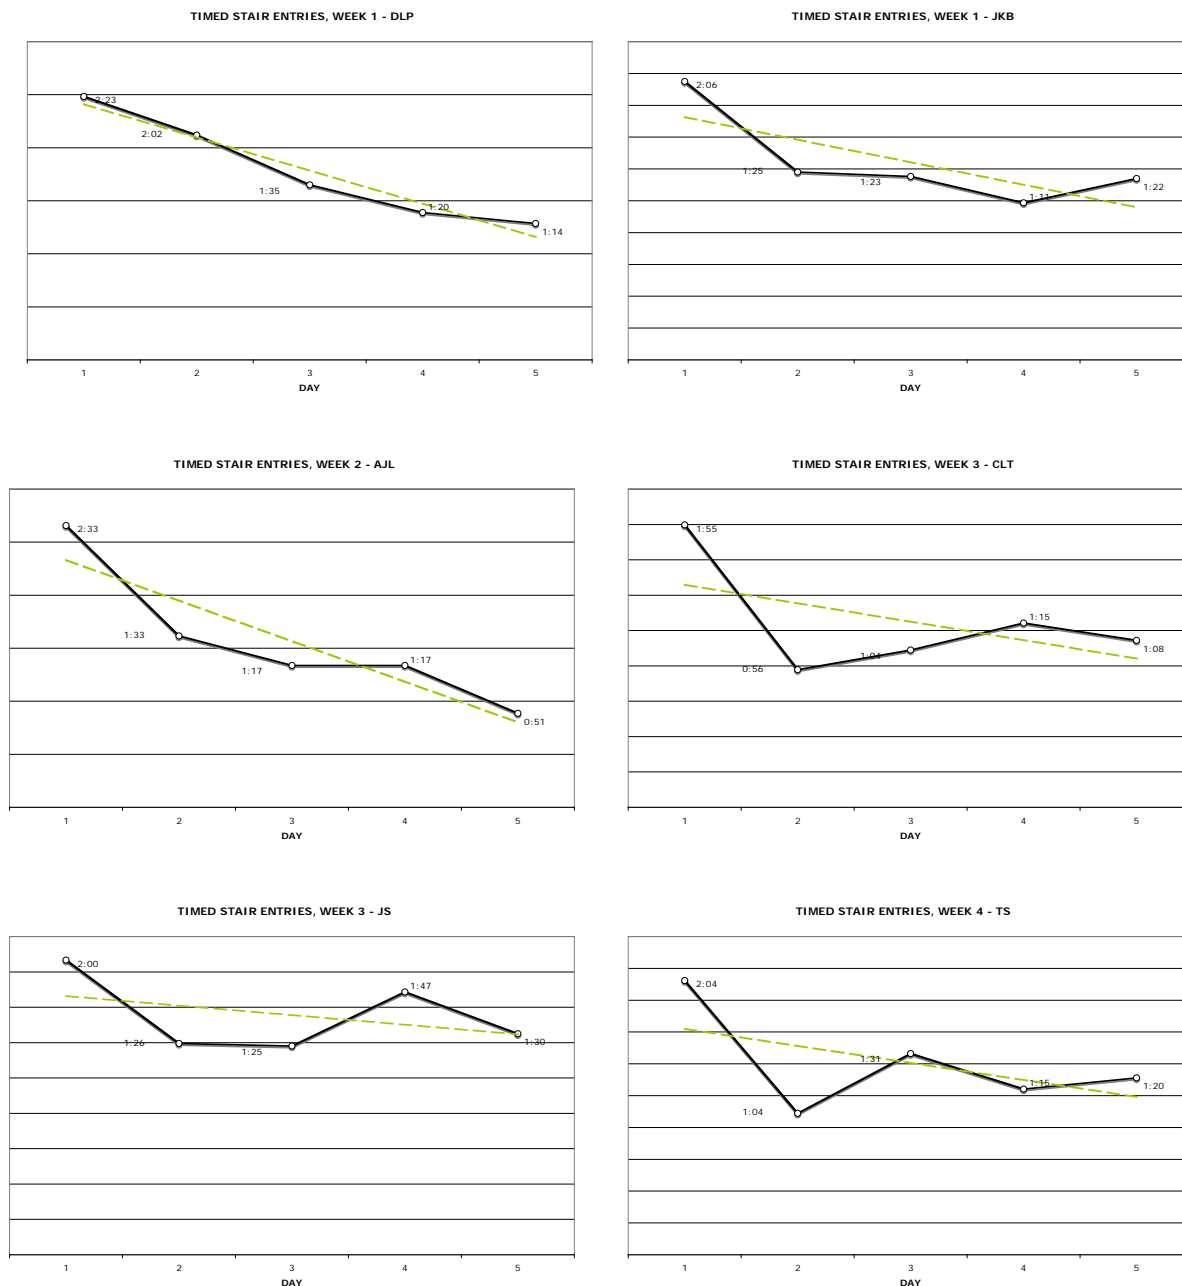 TIMED STAIR ENTRIES, WEEK 1 - DLP
2:23
2:02
1:35
1:20
1:14
1 2 3 4 5
DAY
TIMED STAIR ENTRIES, WEEK 1 - JKB
2:06
1:25
1:23
1:11
1:22
1 2 3 4 5
DAY
TIMED STAIR ENTRIES, WEEK 2 - AJL
2:33
1:33
1:17
1:17
0:51
1 2 3 4 5
DAY
TIMED STAIR ENTRIES, WEEK 3 - CLT
1:55
0:56
1:04
1:15
1:08
1 2 3 4 5
DAY
TIMED STAIR ENTRIES, WEEK 3 - JS
2:00
1:26
1:25
1:47
1:30
1 2 3 4 5
DAY
TIMED STAIR ENTRIES, WEEK 4 - TS
2:04
1:04
1:31
1:15
1:20
1 2 3 4 5
DAY